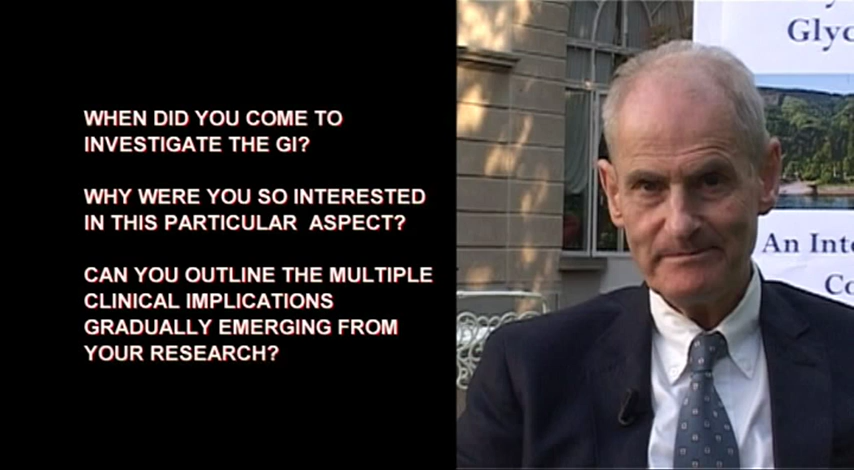 WHEN DID YOU COME TO
INVESTIGATE THE GI?
WHY WERE YOU SO INTERESTED
IN THIS PARTICULAR ASPECT?
CAN YOU OUTLINE THE MULTIPLE
CLINICAL IMPLICATIONS
GRADUALLY EMERGING FROM
YOUR RESEARCH?
Glyc
An Inte
Co